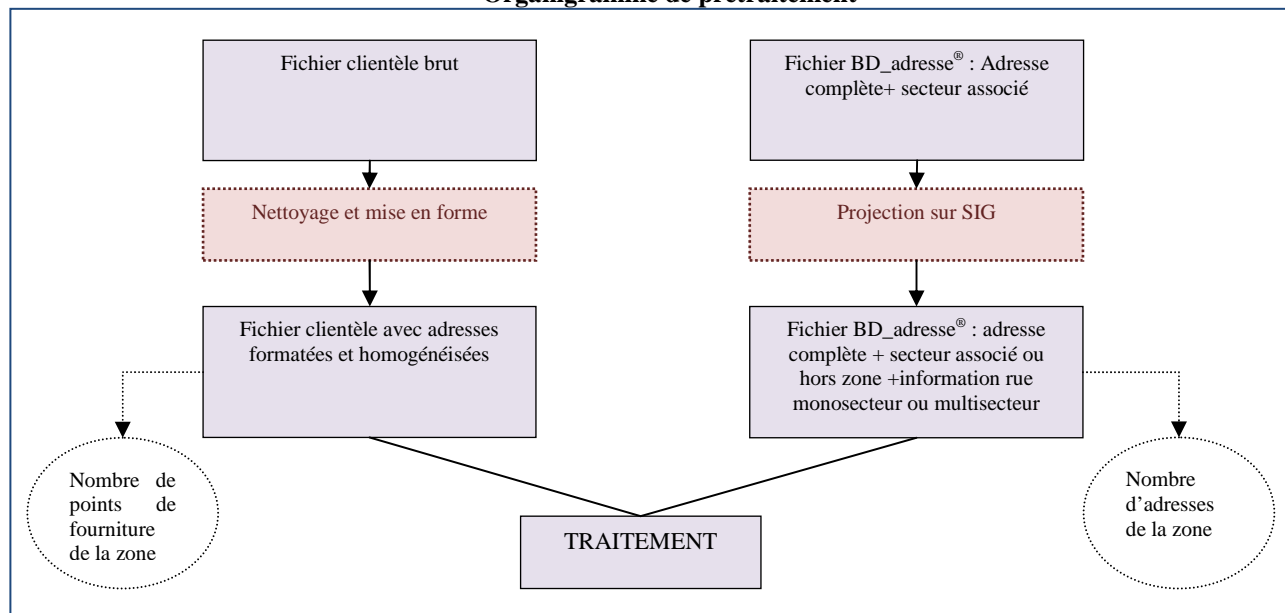 Organigramme de prétraitement
Fichier clientèle brut
Fichier BD_adresse® : Adresse
complète+ secteur associé
Nettoyage et mise en forme
Projection sur SIG
Fichier clientèle avec adresses
formatées et homogénéisées
Fichier BD_adresse® : adresse
complète + secteur associé ou
hors zone +information rue
monosecteur ou multisecteur
Nombre de
points de
fourniture
de la zone
Nombre
d’adresses
de la zone
TRAITEMENT